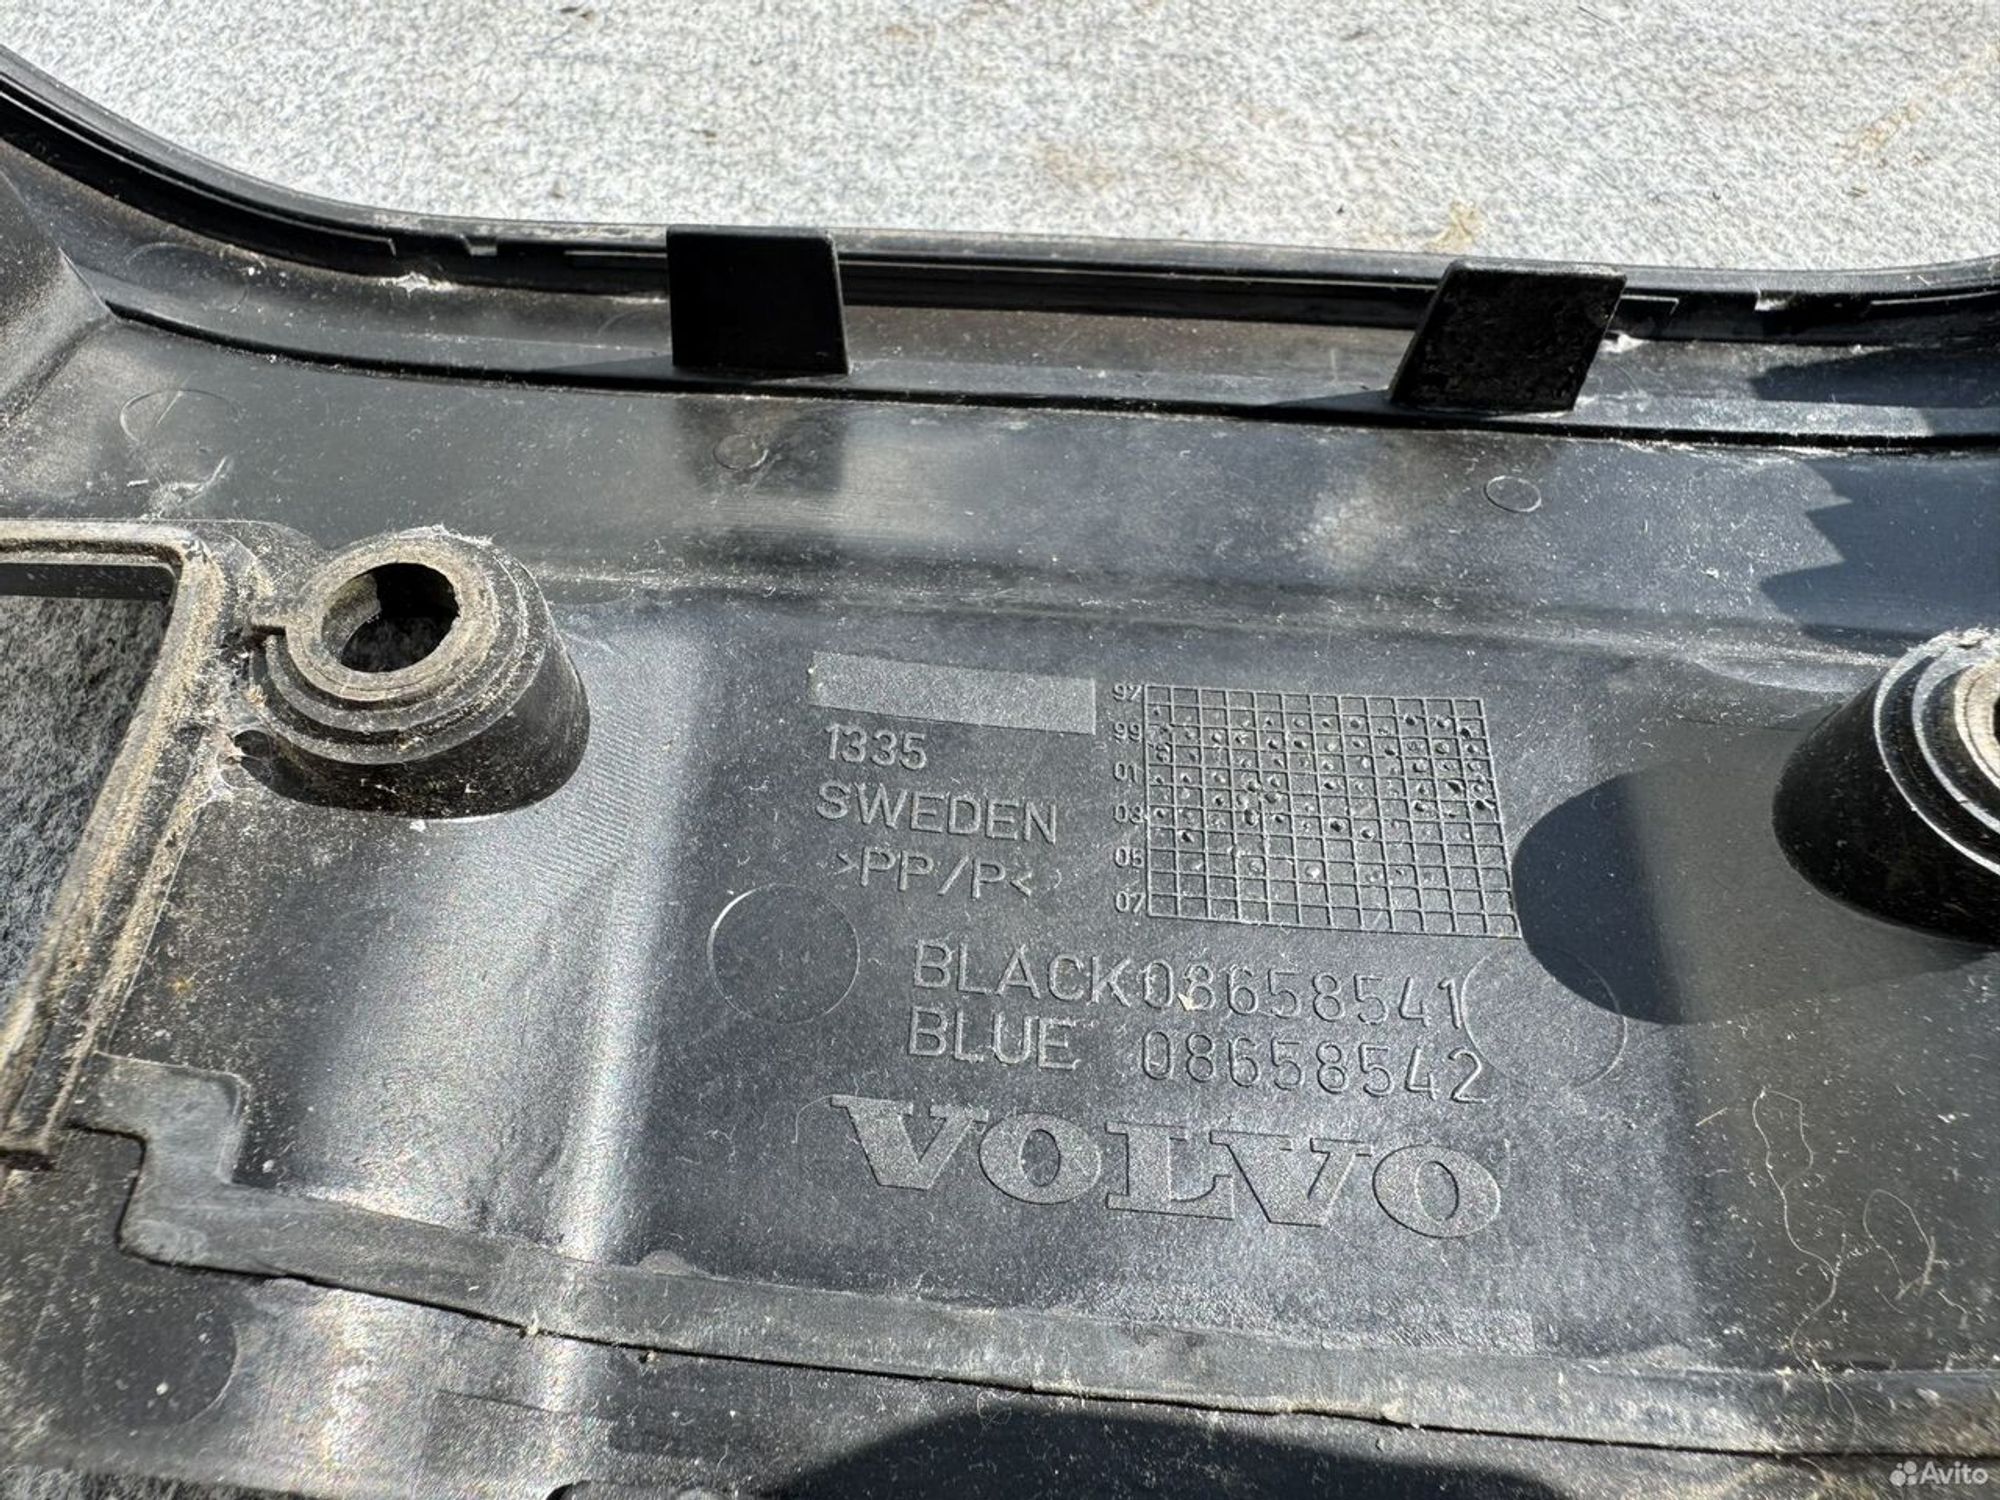 1335
SWEDEN
>PP/P<
97
99
01
03
05
07
BLACK 08658541
BLUE 08658542
VOLVO
Avito